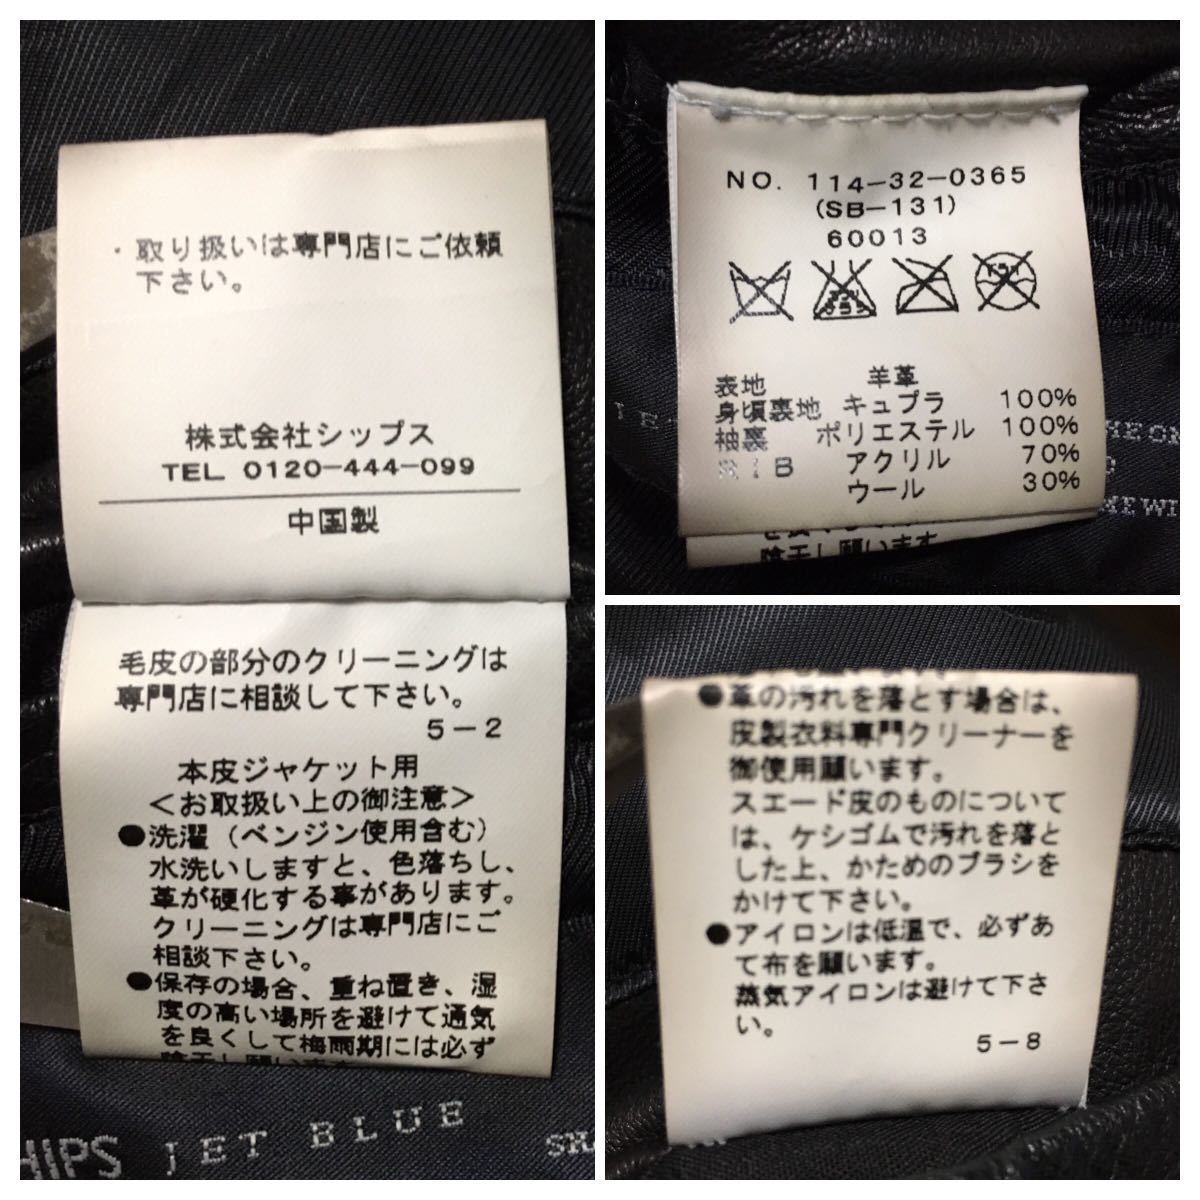 ・取り扱いは専門店にご依頼
下さい。
株式会社シップス
TEL 0120-444-099
中国製
毛皮の部分のクリーニングは
専門店に相談して下さい。
5-2
本皮ジャケット用
＜お取扱い上の御注意＞
●洗濯（ベンジン使用含む）
水洗いしますと、色落ちし、
革が硬化する事があります。
クリーニングは専門店にご
相談下さい。
●保存の場合、重ね置き、湿
度の高い場所を避けて通気
を良くして梅雨期には必ず
陰干し願います
HIPS JET BLUE
NO. 114-32-0365
(SB-131)
60013
表地 羊革
身頃裏地 キュプラ 100%
袖裏 ポリエステル 100%
RIB アクリル 70%
ウール 30%
陰干し願います
●革の汚れを落とす場合は、
皮製衣料専門クリーナーを
御使用願います。
スエード皮のものについて
は、ケシゴムで汚れを落と
した上、かためのブラシを
かけて下さい。
●アイロンは低温で、必ずあ
て布を願います。
蒸気アイロンは避けて下さ
い。
5-8